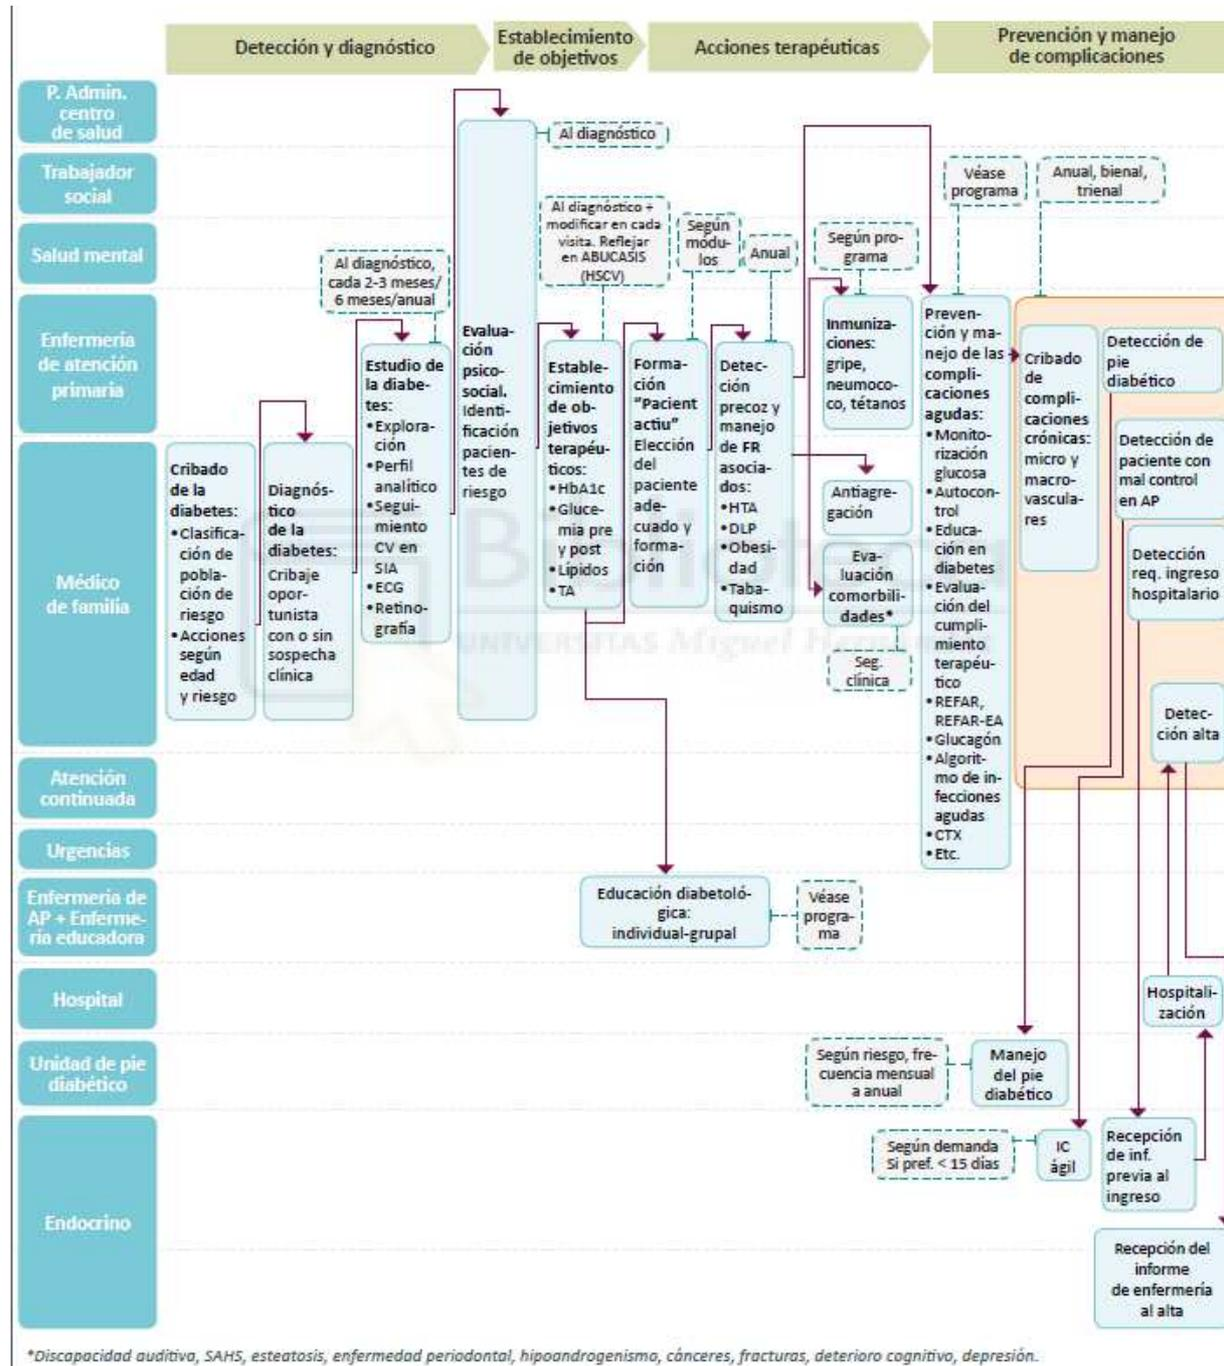 Detección y diagnóstico
Establecimiento
de objetivos
Acciones terapéuticas
Prevención y manejo
de complicaciones
P. Admin.
centro
de salud
Trabajador
social
Salud mental
Enfermería
de atención
primaria
Médico
de familia
Atención
continuada
Urgencias
Enfermería de
AP + Enferme-
ría educadora
Hospital
Unidad de pie
diabético
Endocrino
Cribado
de la
diabetes:
•Clasifica-
ción de
pobla-
ción de
riesgo
•Acciones
según
edad
y riesgo
Diagnós-
tico
de la
diabetes:
Cribaje
opor-
tunista
con o sin
sospecha
clínica
Al diagnóstico,
cada 2-3 meses/
6 meses/anual
Estudio de
la diabe-
tes:
•Explora-
ción
•Perfil
analítico
•Segui-
miento
CV en
SIA
•ECG
•Retino-
grafía
Evalua-
ción
psico-
social.
Identi-
ficación
pacien-
tes de
riesgo
Al diagnóstico
Al diagnóstico +
modificar en cada
visita. Reflejar
en ABUCASIS
(HSCV)
Estable-
cimiento
de ob-
jetivos
terapéu-
ticos:
•HbA1c
•Gluce-
mia pre
y post
•Lípidos
•TA
Según
módu-
los
Formación
“Pacient
actiu”
Elección
del
paciente
ade-
cuado y
forma-
ción
Anual
Detec-
ción
precoz y
manejo
de FR
asocia-
dos:
•HTA
•DLP
•Obesi-
dad
•Taba-
quismo
Según pro-
grama
Inmuniza-
ciones:
gripe,
neumoco-
co, tétanos
Antiagre-
gación
Eva-
luación
comorbili-
dades*
Seg.
clínica
Véase
programa
Preven-
ción y ma-
nejo de las
compli-
caciones
agudas:
•Monito-
rización
glucosa
•Autocon-
trol
•Educa-
ción en
diabetes
•Evalua-
ción del
cumpli-
miento
terapéu-
tico
•REFAR,
REFAR-EA
•Glucagón
•Algorit-
mo de in-
fecciones
agudas
•CTX
•Etc.
Anual, bienal,
trienal
Cribado
de
compli-
caciones
crónicas:
micro y
macro-
vascula-
res
Detección de
pie
diabético
Detección de
paciente con
mal control
en AP
Detección
req. ingreso
hospitalario
Detec-
ción alta
Educación diabetoló-
gica:
individual-grupal
Véase
progra-
ma
Hospitali-
zación
Según riesgo, fre-
cuencia mensual
a anual
Manejo
del pie
diabético
Según demanda
Si pref. < 15 días
IC
ágil
Recepción
de inf.
previa al
ingreso
Recepción del
informe
de enfermería
al alta
Biblioteca
UNIVERSITAS Miguel Hernández
*Discapacidad auditiva, SAHS, esteatosis, enfermedad periodontal, hipoandrogenismo, cánceres, fracturas, deterioro cognitivo, depresión.